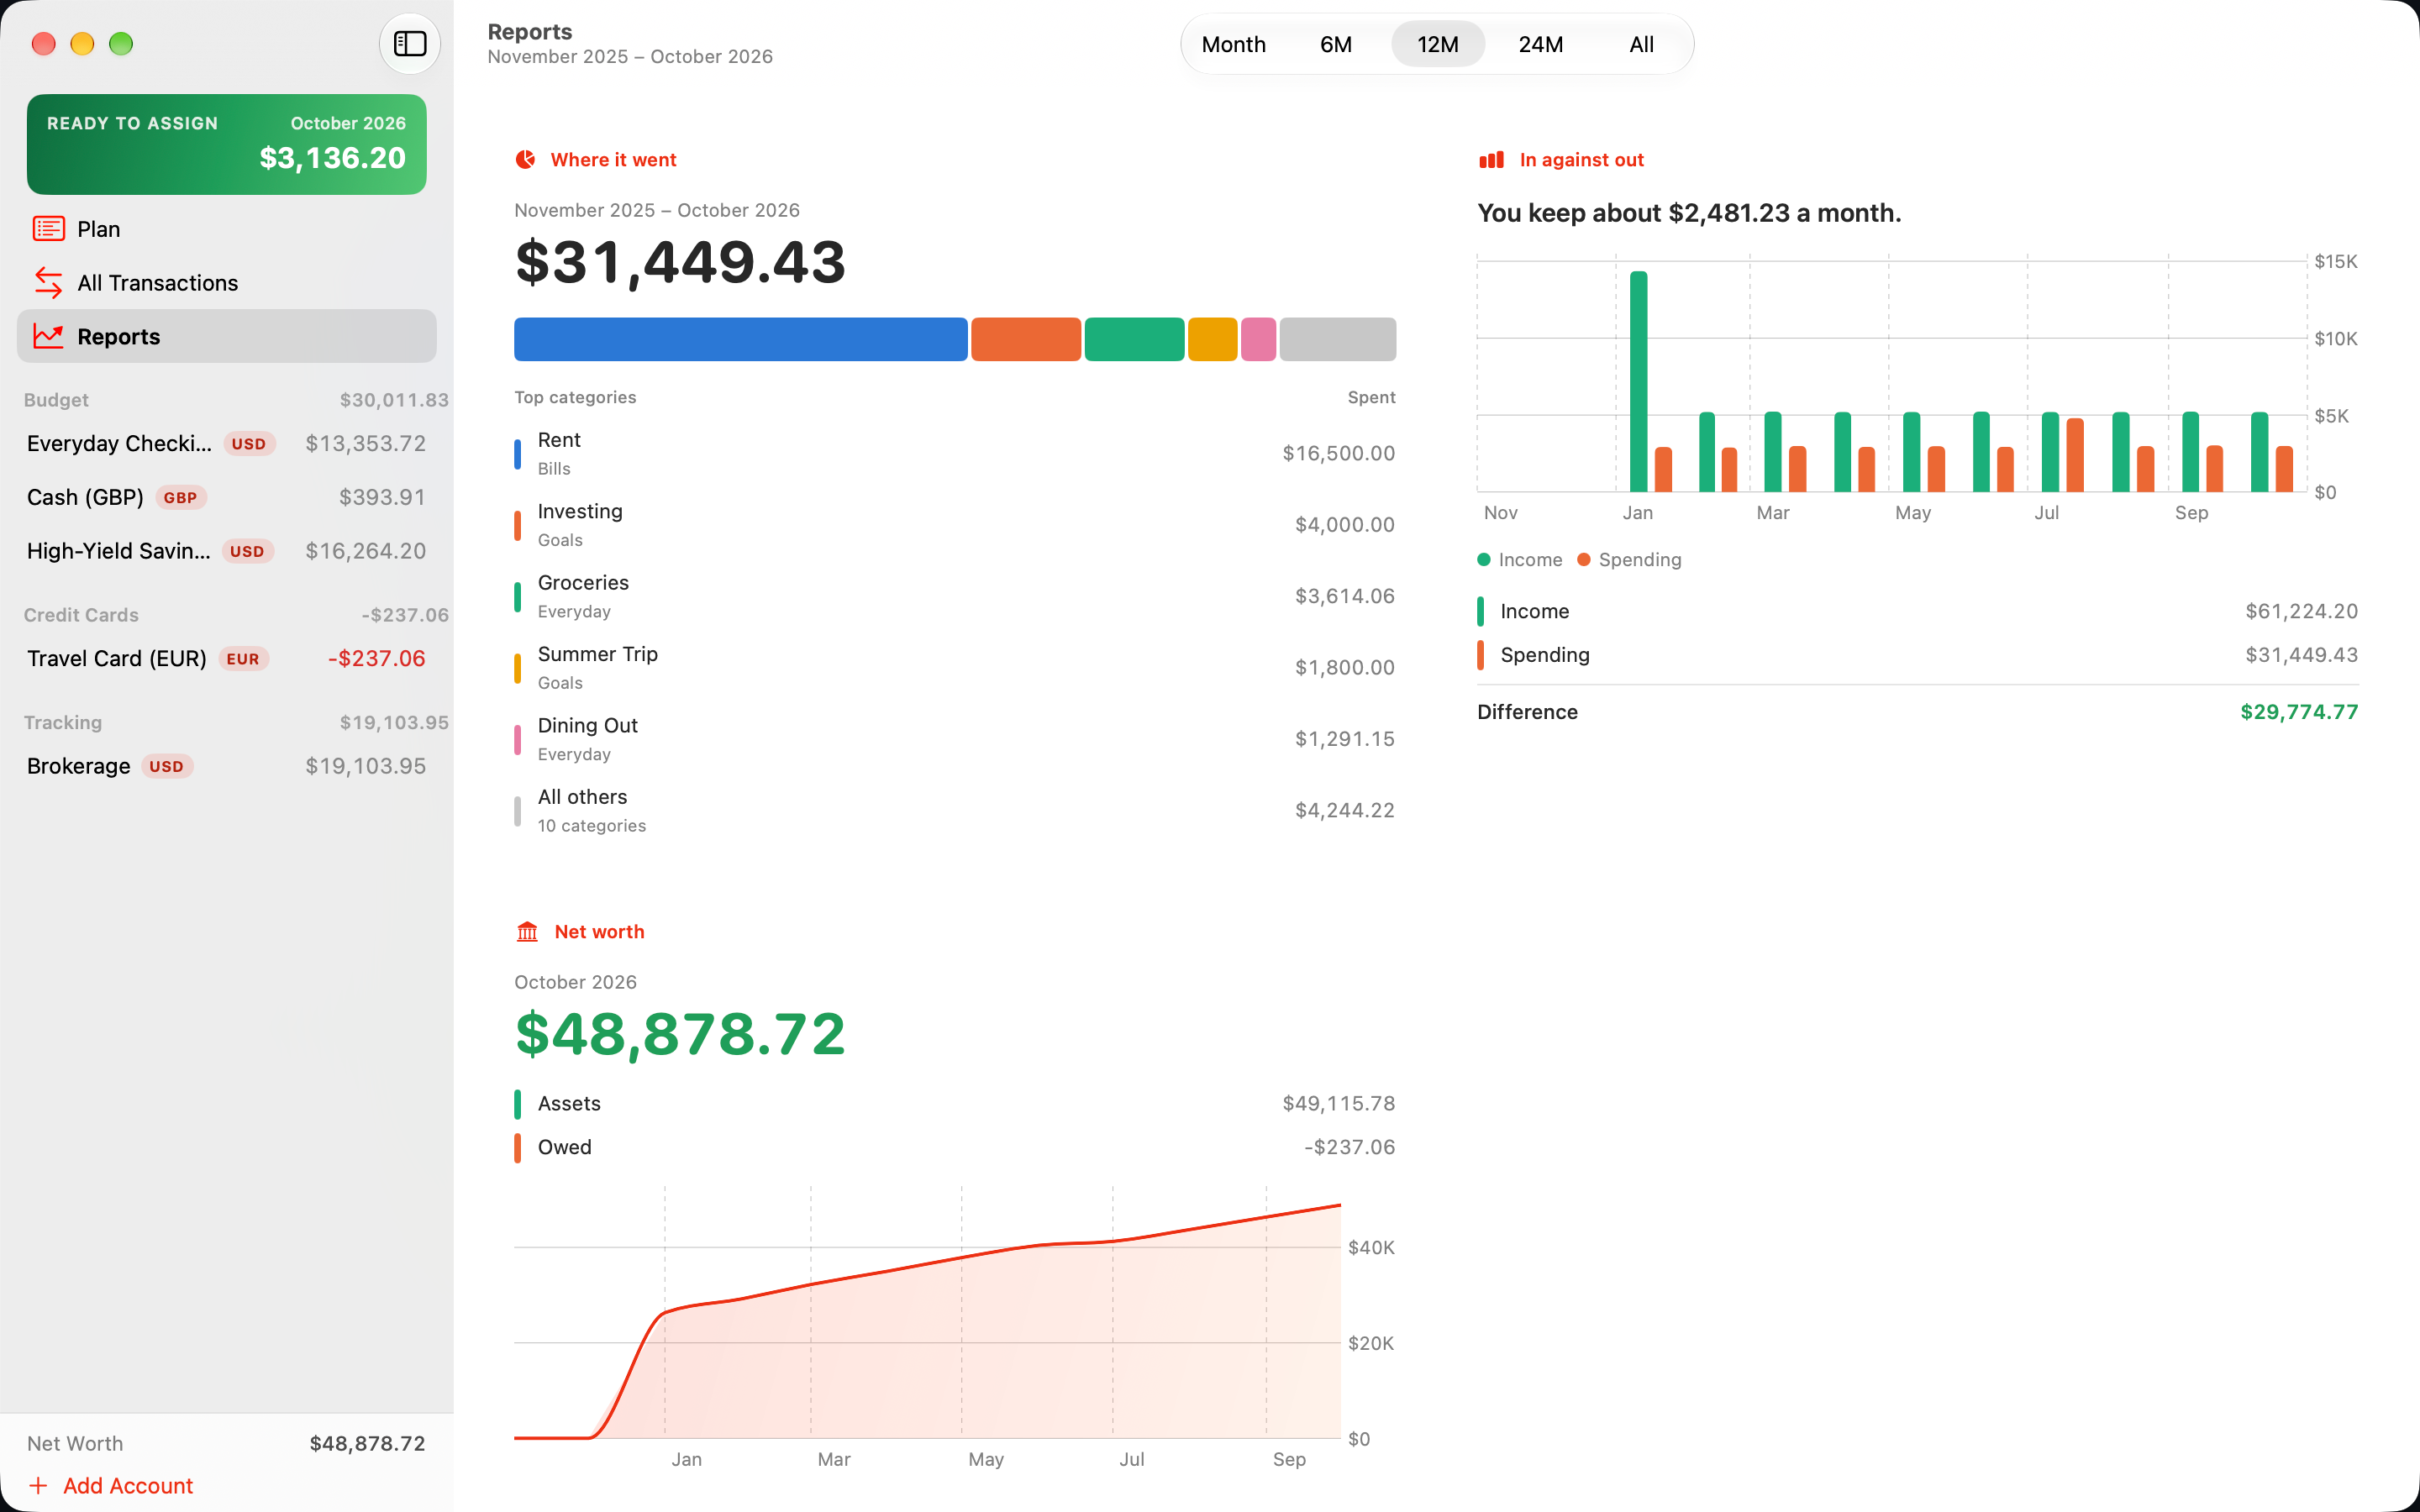 READY TO ASSIGN October 2026
$3,136.20
Plan
All Transactions
Reports
Budget $30,011.83
Everyday Checki... USD $13,353.72
Cash (GBP) GBP $393.91
High-Yield Savin... USD $16,264.20
Credit Cards -$237.06
Travel Card (EUR) EUR -$237.06
Tracking $19,103.95
Brokerage USD $19,103.95
Net Worth $48,878.72
+ Add Account
Reports
November 2025 – October 2026
Month 6M 12M 24M All
Where it went
November 2025 – October 2026
$31,449.43
Top categories Spent
Rent
Bills
$16,500.00
Investing
Goals
$4,000.00
Groceries
Everyday
$3,614.06
Summer Trip
Goals
$1,800.00
Dining Out
Everyday
$1,291.15
All others
10 categories
$4,244.22
In against out
You keep about $2,481.23 a month.
$15K
$10K
$5K
$0
Nov Jan Mar May Jul Sep
Income Spending
Income $61,224.20
Spending $31,449.43
Difference $29,774.77
Net worth
October 2026
$48,878.72
Assets $49,115.78
Owed -$237.06
$40K
$20K
$0
Jan Mar May Jul Sep